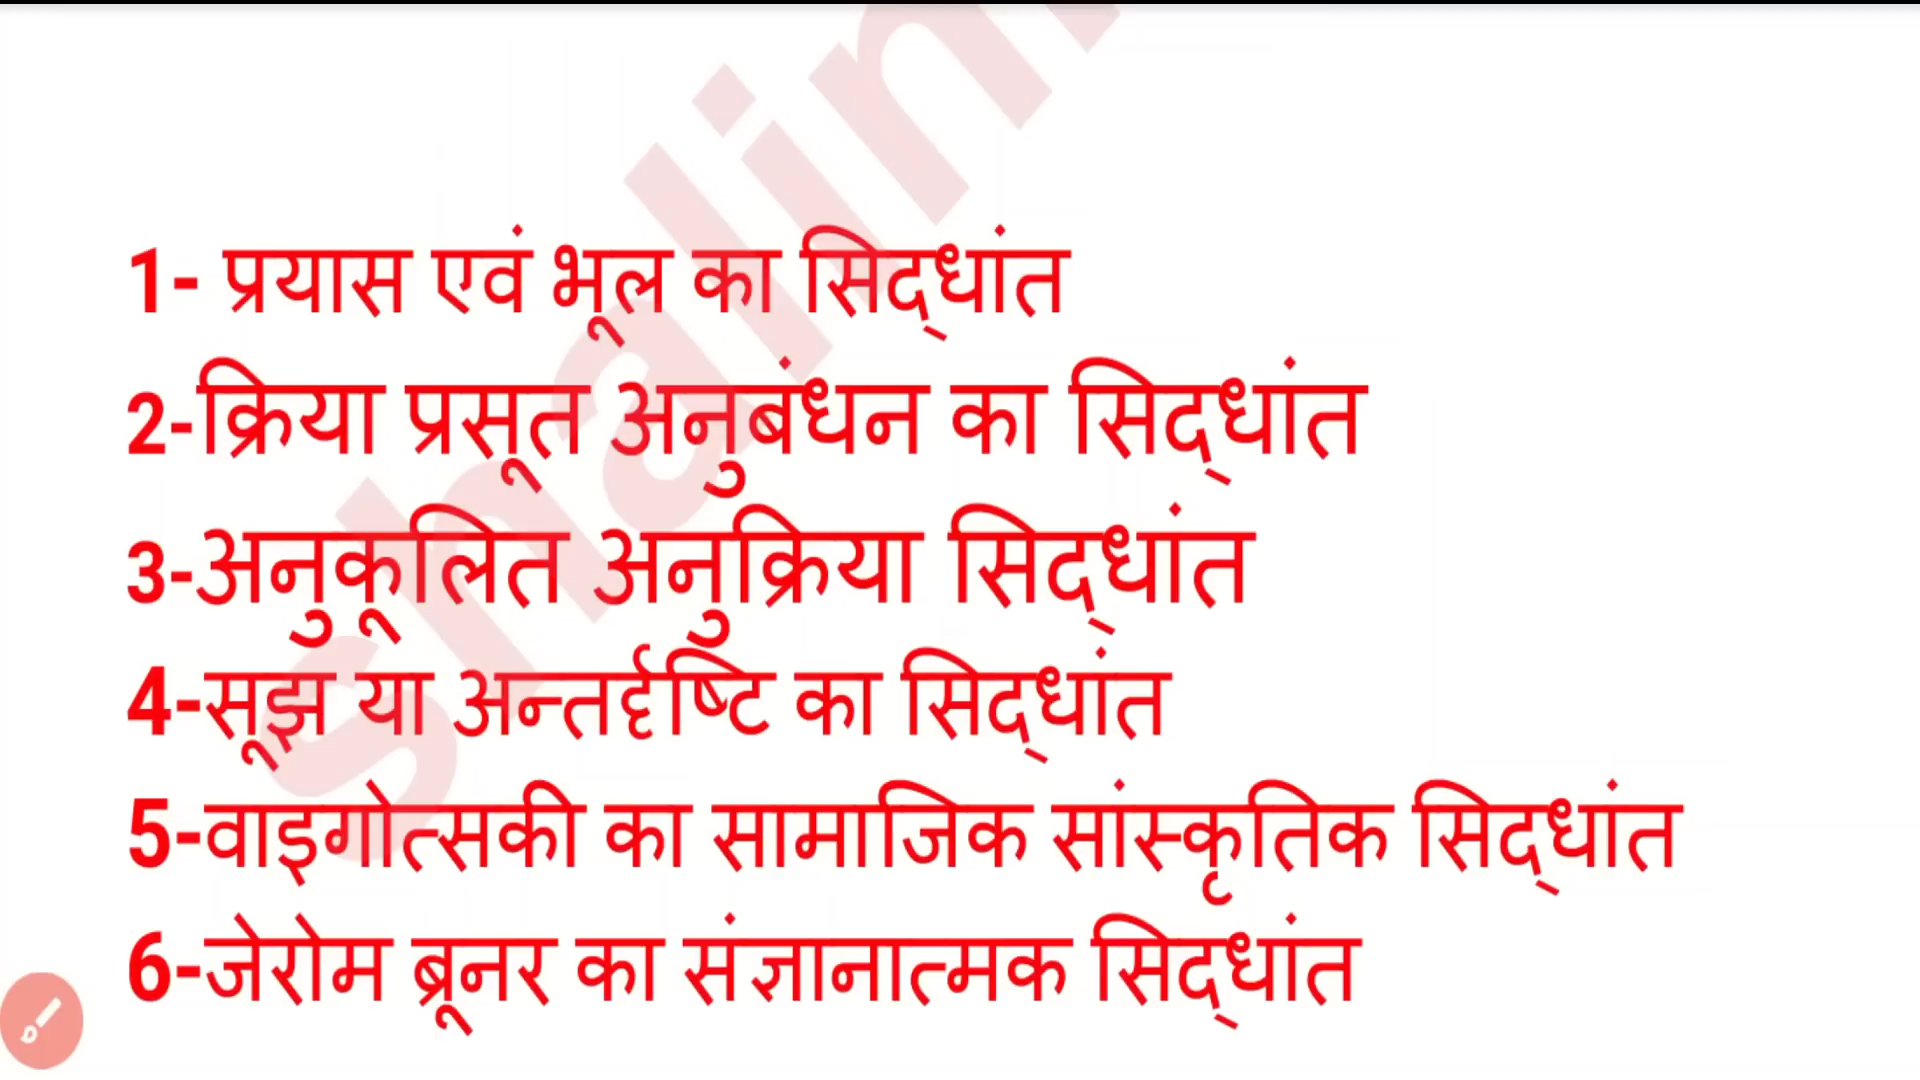 shalin
1- प्रयास एवं भूल का सिद्धांत
2-क्रिया प्रसूत अनुबंधन का सिद्धांत
3-अनुकूलित अनुक्रिया सिद्धांत
4-सूझ या अन्तर्दृष्टि का सिद्धांत
5-वाइगोत्सकी का सामाजिक सांस्कृतिक सिद्धांत
6-जेरोम ब्रूनर का संज्ञानात्मक सिद्धांत